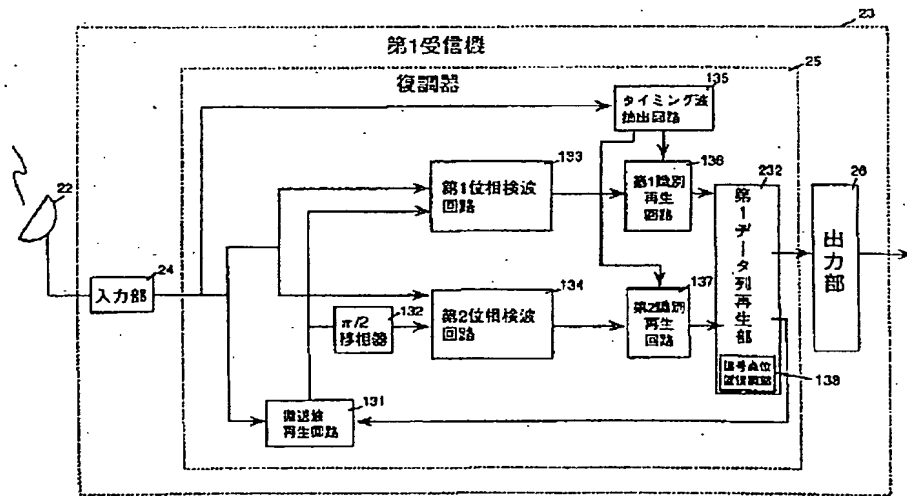 23
第1受信機
25
復調器
135
タイミング波
抽出回路
133
第1位相検波
回路
136
第1識別
再生
回路
232
第1データ列再生部
26
出力部
22
24
入力部
134
第2位相検波
回路
137
第2識別
再生
回路
132
π/2
移相器
131
搬送波
再生回路
138
信号点位